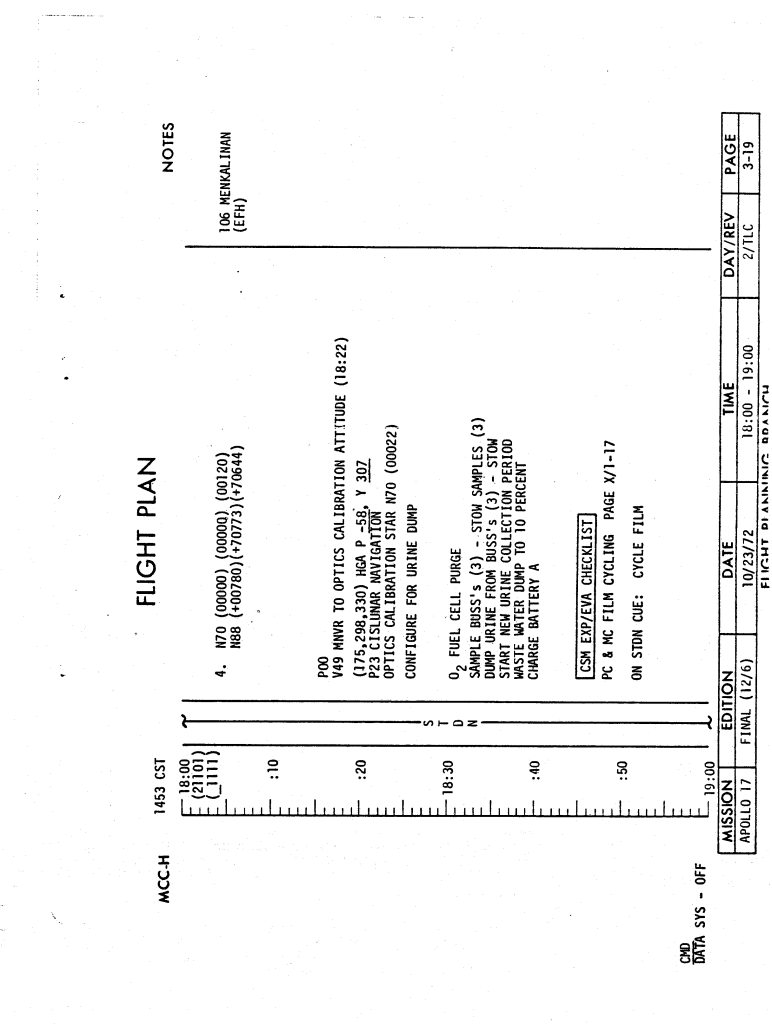 FLIGHT PLAN
MCC-H
1453 CST
NOTES
18:00
(21101)
(_1111)
:10
:20
18:30
:40
:50
19:00
S
T
D
N
4. N70 (00000) (00000) (00120)
N88 (+00780)(+70773)(+70644)
106 MENKALINAN
(EFH)
P00
V49 MNVR TO OPTICS CALIBRATION ATTITUDE (18:22)
(175,298,330) HGA P -58, Y 307
P23 CISLUNAR NAVIGATION
OPTICS CALIBRATION STAR N70 (00022)
CONFIGURE FOR URINE DUMP
O2 FUEL CELL PURGE
SAMPLE BUSS's (3) - STOW SAMPLES (3)
DUMP URINE FROM BUSS's (3) - STOW
START NEW URINE COLLECTION PERIOD
WASTE WATER DUMP TO 10 PERCENT
CHARGE BATTERY A
CSM EXP/EVA CHECKLIST
PC & MC FILM CYCLING PAGE X/1-17
ON STDN CUE: CYCLE FILM
CMD
DATA SYS - OFF
MISSION EDITION DATE TIME DAY/REV PAGE
APOLLO 17 FINAL (12/6) 10/23/72 18:00 - 19:00 2/TLC 3-19
FLIGHT PLANNING BRANCH